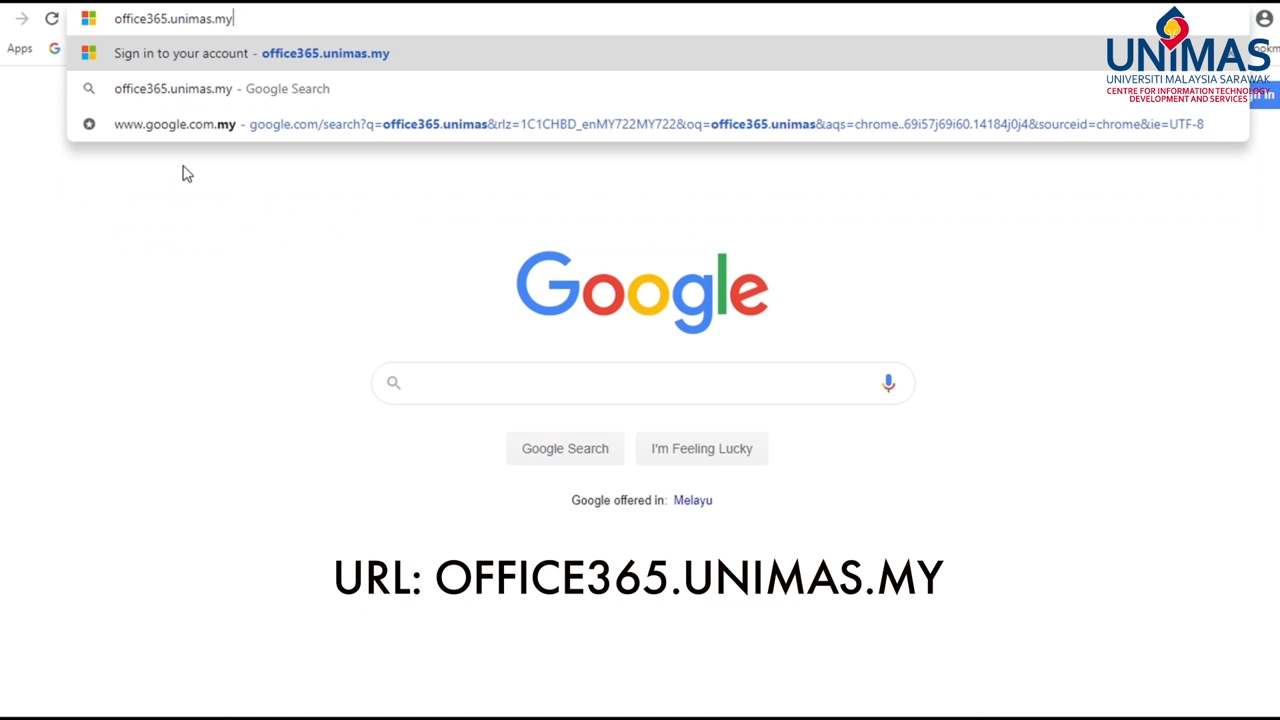 office365.unimas.my
Apps
Sign in to your account - office365.unimas.my
office365.unimas.my - Google Search
www.google.com.my - google.com/search?q=office365.unimas&rlz=1C1CHBD_enMY722MY722&oq=office365.unimas&aqs=chrome..69i57j69i60.14184j0j4&sourceid=chrome&ie=UTF-8
UNIMAS
UNIVERSITI MALAYSIA SARAWAK
CENTRE FOR INFORMATION TECHNOLOGY
DEVELOPMENT AND SERVICES
Google
Google Search
I'm Feeling Lucky
Google offered in: Melayu
URL: OFFICE365.UNIMAS.MY